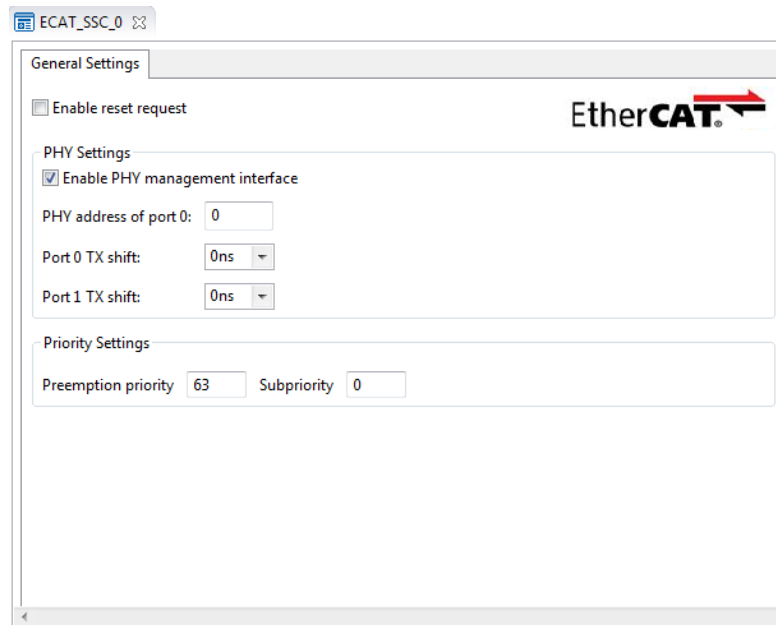 ECAT_SSC_0
General Settings
Enable reset request
EtherCAT®
PHY Settings
Enable PHY management interface
PHY address of port 0: 0
Port 0 TX shift: 0ns
Port 1 TX shift: 0ns
Priority Settings
Preemption priority 63 Subpriority 0